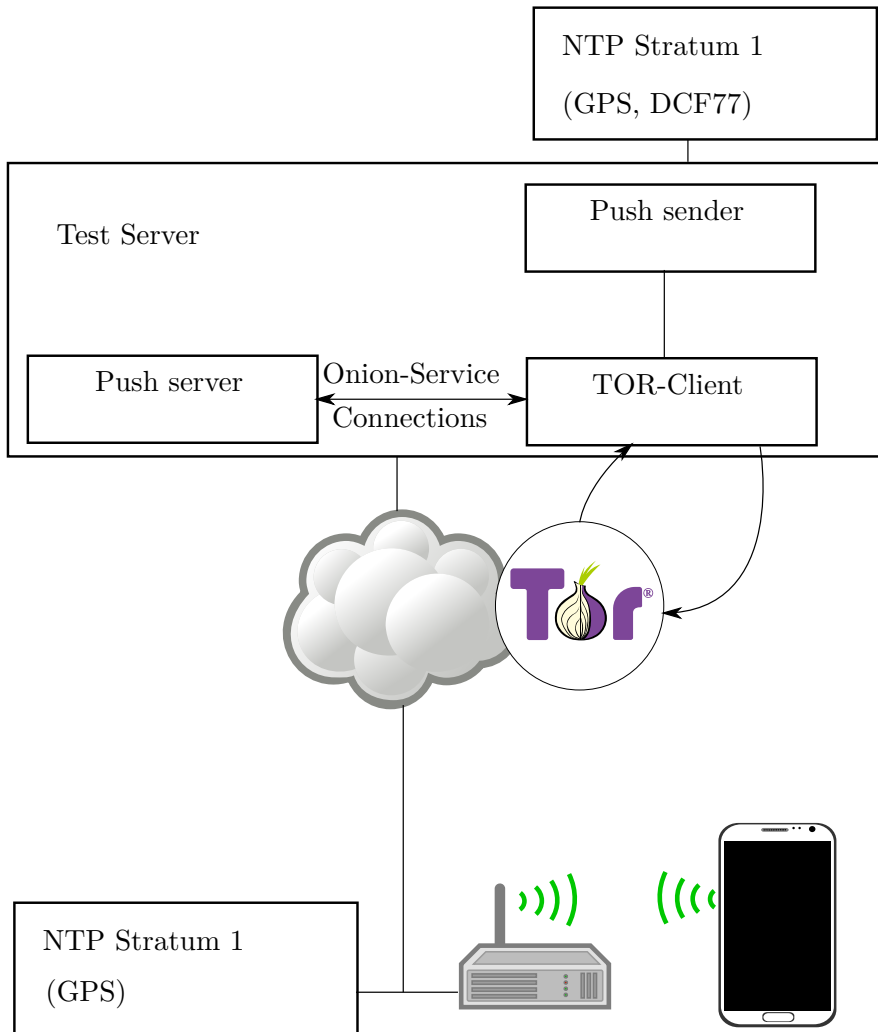 NTP Stratum 1
(GPS, DCF77)
Push sender
Test Server
Push server
Onion-Service
Connections
TOR-Client
Tor®
NTP Stratum 1
(GPS)